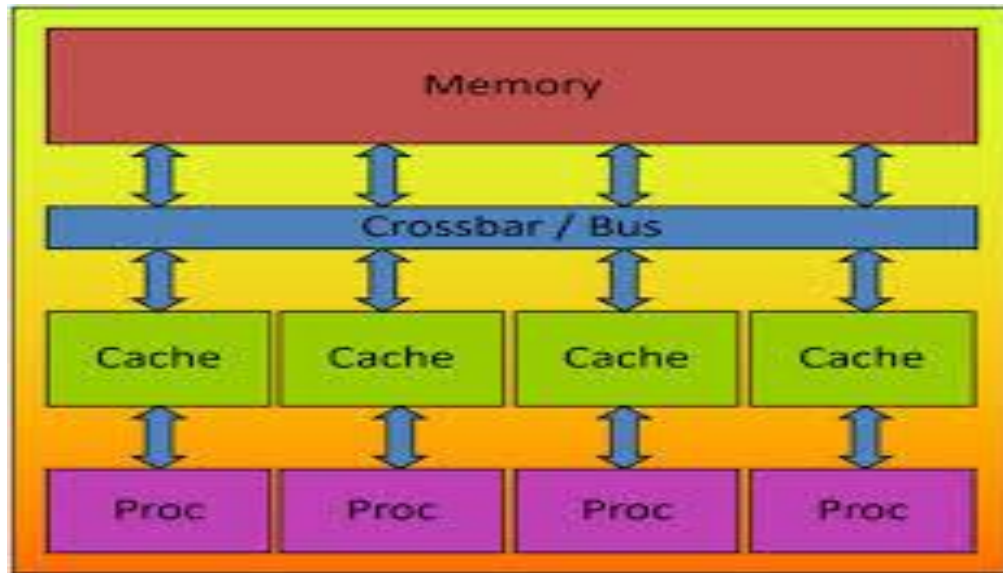 Memory
Crossbar / Bus
Cache Cache Cache Cache
Proc Proc Proc Proc